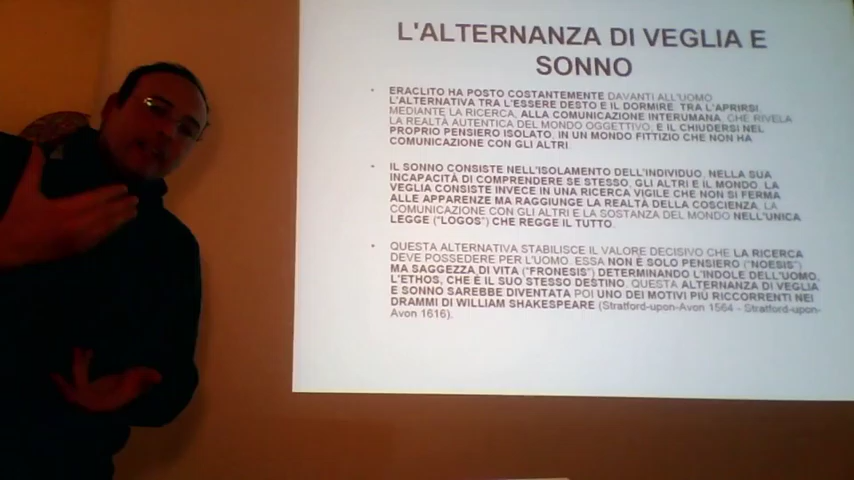 L'ALTERNANZA DI VEGLIA E
SONNO
• ERACLITO HA POSTO COSTANTEMENTE DAVANTI ALL'UOMO
L'ALTERNATIVA TRA L'ESSERE DESTO E IL DORMIRE, TRA L'APRIRSI,
MEDIANTE LA RICERCA, ALLA COMUNICAZIONE INTERUMANA, CHE RIVELA
LA REALTÀ AUTENTICA DEL MONDO OGGETTIVO, E IL CHIUDERSI NEL
PROPRIO PENSIERO ISOLATO, IN UN MONDO FITTIZIO CHE NON HA
COMUNICAZIONE CON GLI ALTRI.
• IL SONNO CONSISTE NELL'ISOLAMENTO DELL'INDIVIDUO, NELLA SUA
INCAPACITÀ DI COMPRENDERE SE STESSO, GLI ALTRI E IL MONDO. LA
VEGLIA CONSISTE INVECE IN UNA RICERCA VIGILE CHE NON SI FERMA
ALLE APPARENZE MA RAGGIUNGE LA REALTÀ DELLA COSCIENZA, LA
COMUNICAZIONE CON GLI ALTRI E LA SOSTANZA DEL MONDO NELL'UNICA
LEGGE ("LOGOS") CHE REGGE IL TUTTO.
• QUESTA ALTERNATIVA STABILISCE IL VALORE DECISIVO CHE LA RICERCA
DEVE POSSEDERE PER L'UOMO. ESSA NON È SOLO PENSIERO ("NOESIS")
MA SAGGEZZA DI VITA ("FRONESIS") DETERMINANDO L'INDOLE DELL'UOMO,
L'ETHOS, CHE È IL SUO STESSO DESTINO. QUESTA ALTERNANZA DI VEGLIA
E SONNO SAREBBE DIVENTATA POI UNO DEI MOTIVI PIÙ RICORRENTI NEI
DRAMMI DI WILLIAM SHAKESPEARE (Stratford-upon-Avon 1564 - Stratford-upon-
Avon 1616).